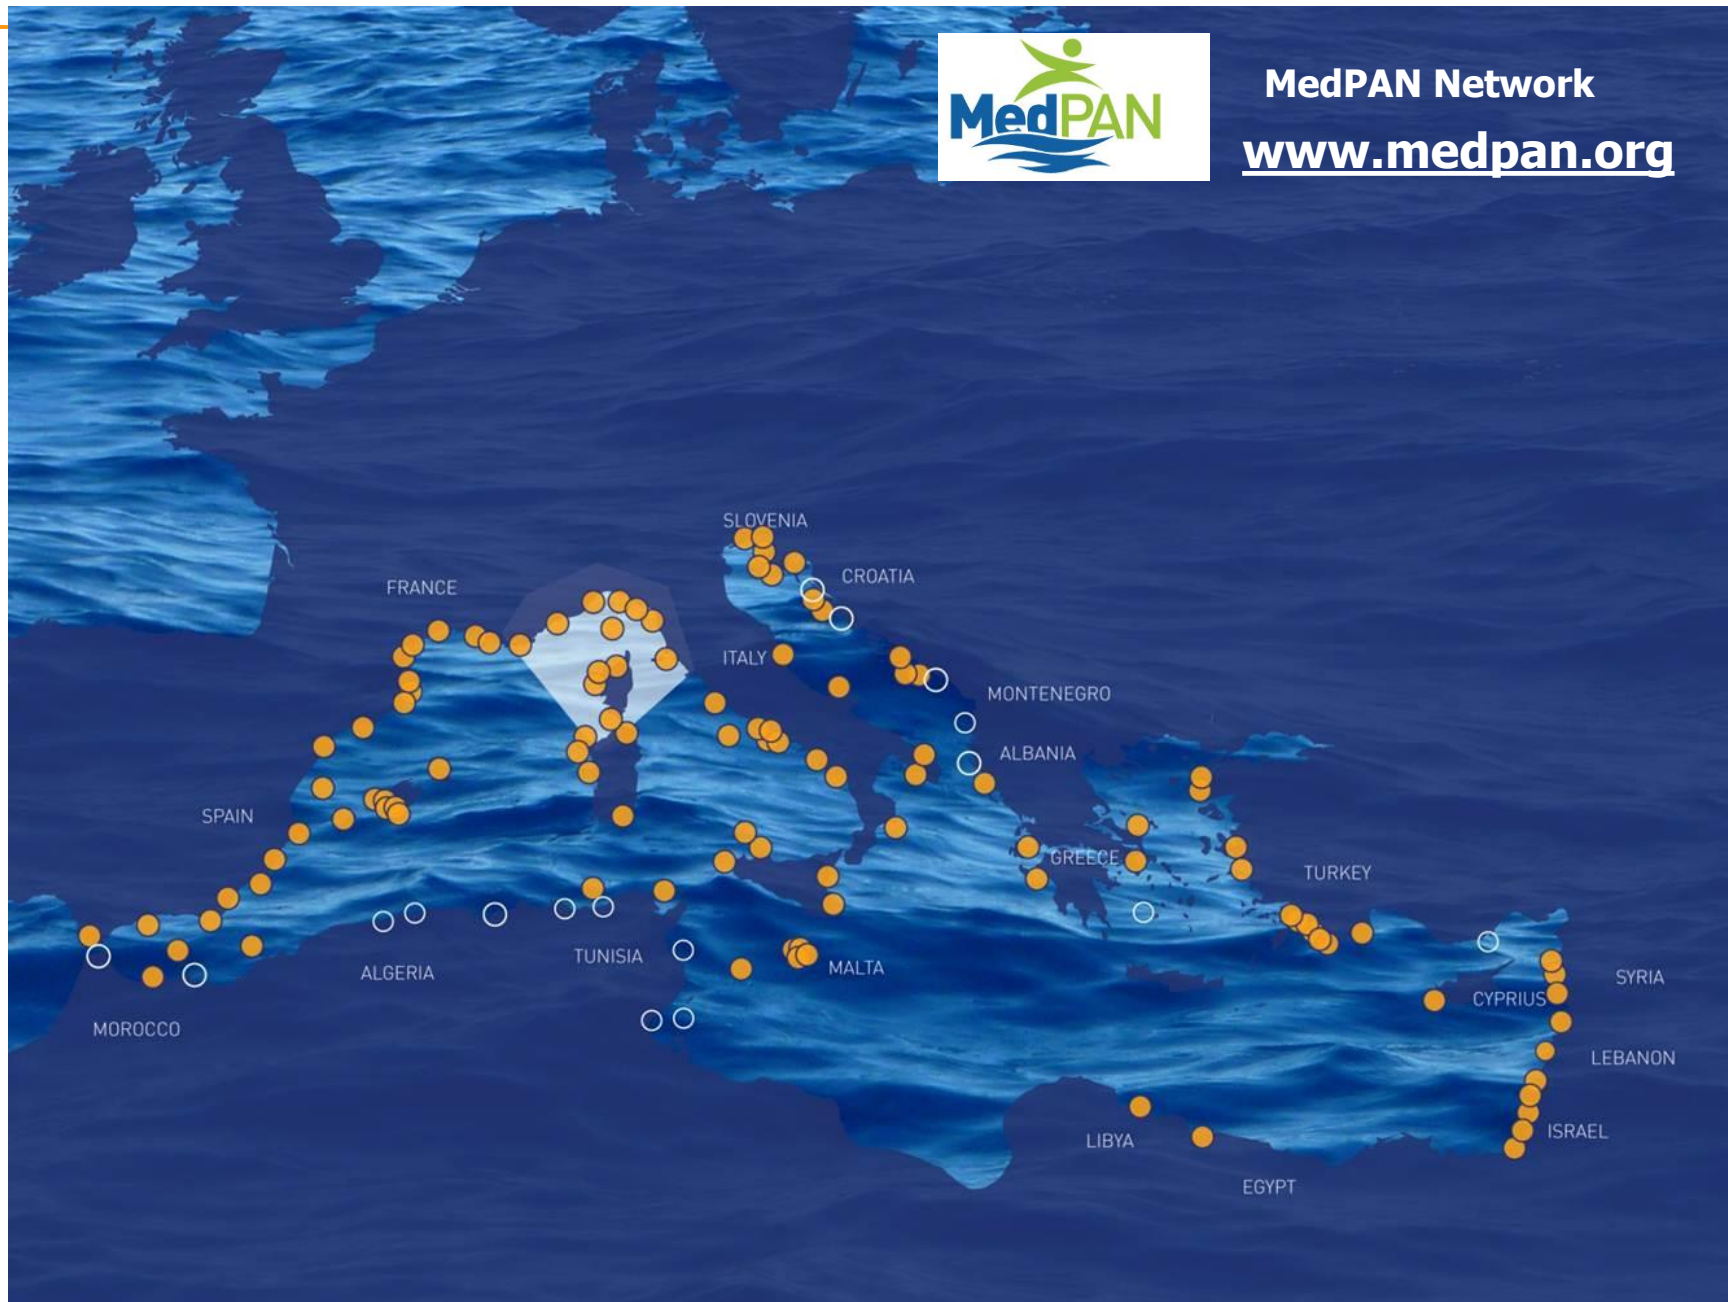 MedPAN
MedPAN Network
www.medpan.org
SLOVENIA
CROATIA
FRANCE
ITALY
MONTENEGRO
ALBANIA
SPAIN
GREECE
TURKEY
TUNISIA
MALTA
ALGERIA
SYRIA
CYPRIUS
MOROCCO
LEBANON
ISRAEL
LIBYA
EGYPT